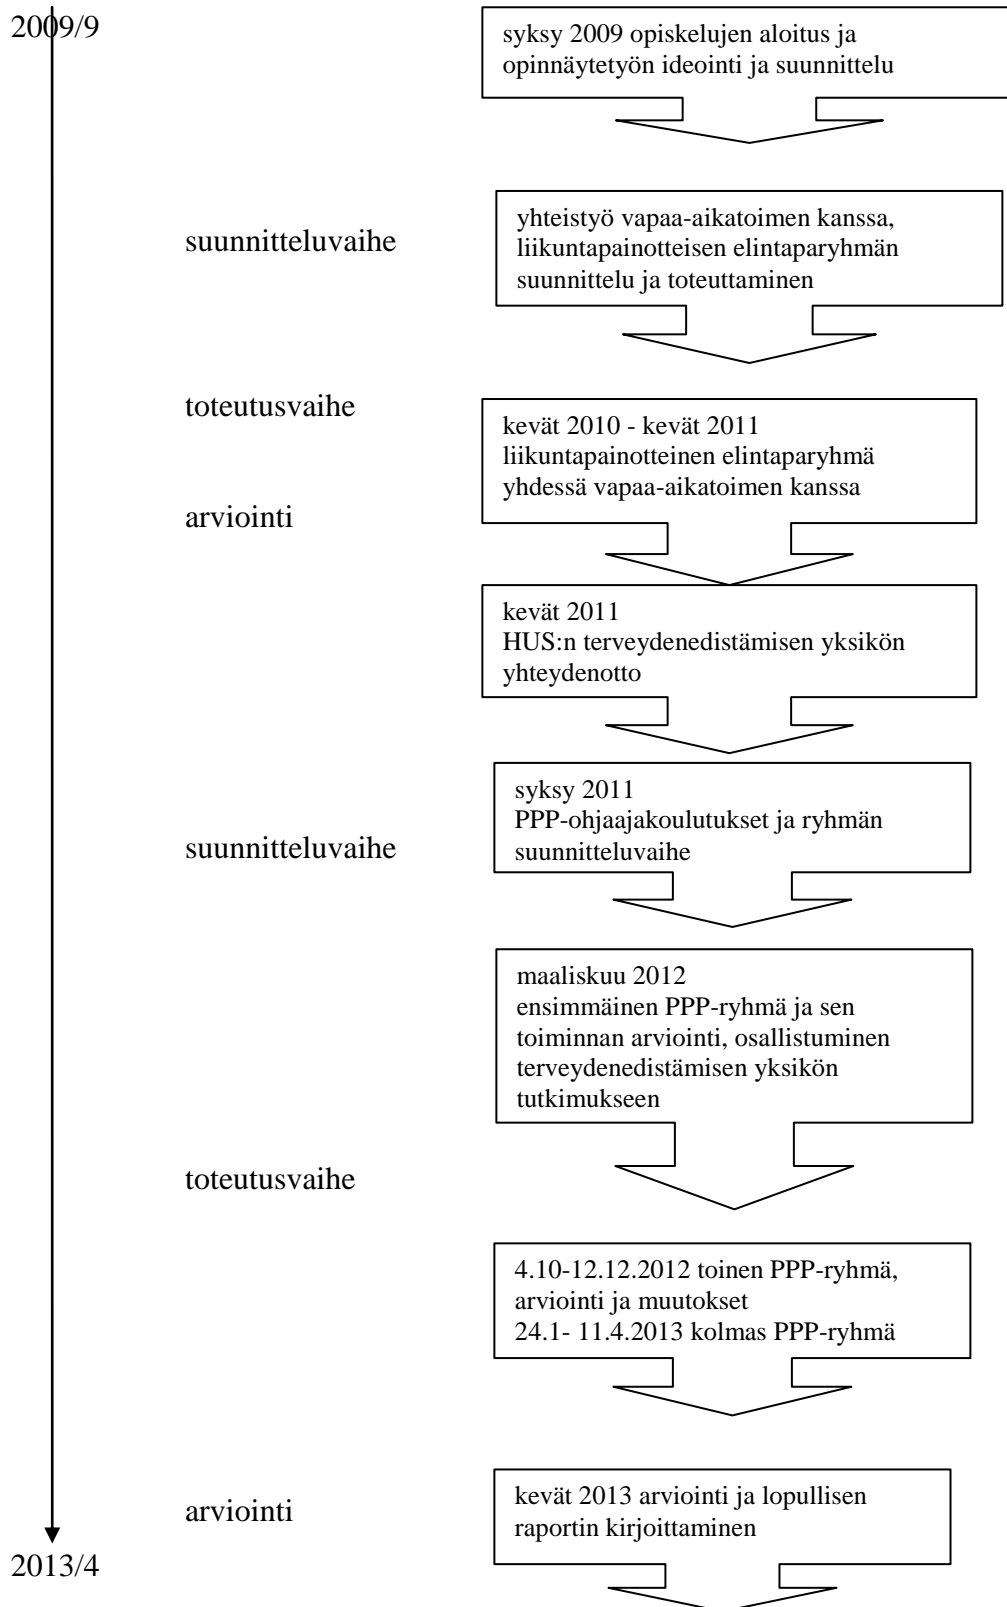 2009/9
syksy 2009 opiskelujen aloitus ja
opinnäytetyön ideointi ja suunnittelu
suunnitteluvaihe
yhteistyö vapaa-aikatoimen kanssa,
liikuntapainotteisen elintaparyhmän
suunnittelu ja toteuttaminen
toteutusvaihe
kevät 2010 - kevät 2011
liikuntapainotteinen elintaparyhmä
yhdessä vapaa-aikatoimen kanssa
arviointi
kevät 2011
HUS:n terveydenedistämisen yksikön
yhteydenotto
syksy 2011
PPP-ohjaajakoulutukset ja ryhmän
suunnitteluvaihe
suunnitteluvaihe
maaliskuu 2012
ensimmäinen PPP-ryhmä ja sen
toiminnan arviointi, osallistuminen
terveydenedistämisen yksikön
tutkimukseen
toteutusvaihe
4.10-12.12.2012 toinen PPP-ryhmä,
arviointi ja muutokset
24.1- 11.4.2013 kolmas PPP-ryhmä
arviointi
kevät 2013 arviointi ja lopullisen
raportin kirjoittaminen
2013/4